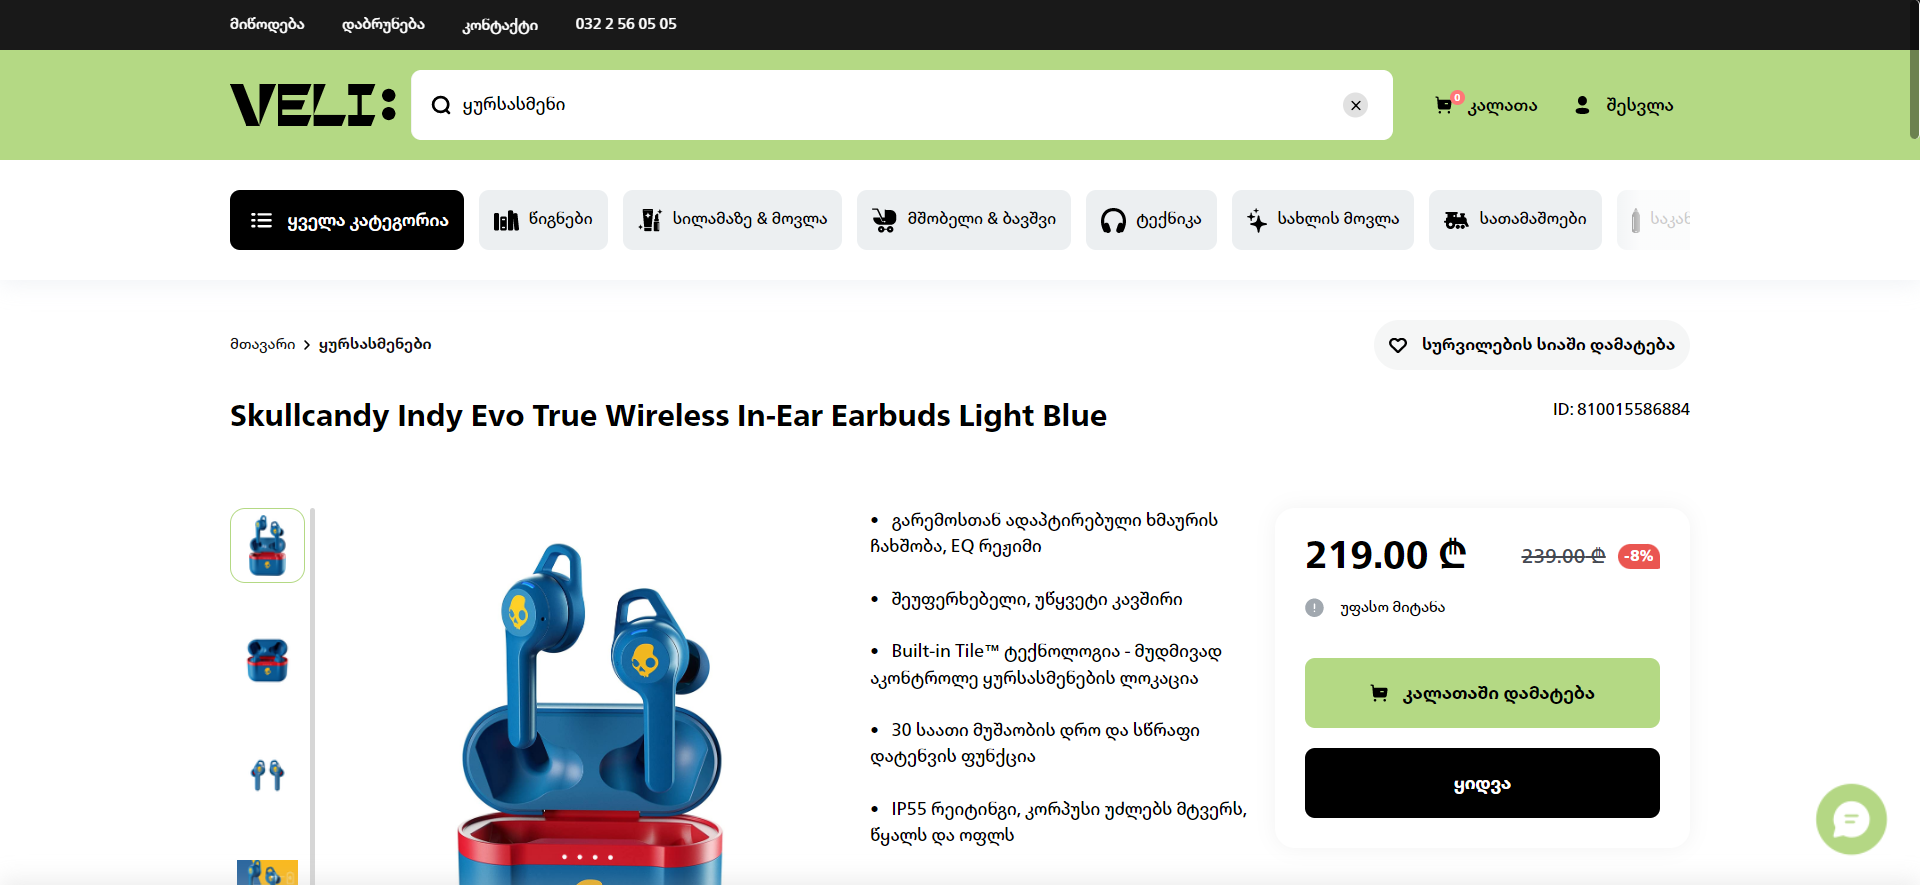 მიწოდება დაბრუნება კონტაქტი 032 2 56 05 05
VELI: ყურსასმენი 0 კალათა შესვლა
ყველა კატეგორია წიგნები სილამაზე & მოვლა მშობელი & ბავშვი ტექნიკა სახლის მოვლა სათამაშოები
მთავარი > ყურსასმენები სურვილების სიაში დამატება
Skullcandy Indy Evo True Wireless In-Ear Earbuds Light Blue ID: 810015586884
• გარემოსთან ადაპტირებული ხმაურის
ჩახშობა, EQ რეჟიმი
• შეუფერხებელი, უწყვეტი კავშირი
• Built-in Tile™ ტექნოლოგია - მუდმივად
აკონტროლე ყურსასმენების ლოკაცია
• 30 საათი მუშაობის დრო და სწრაფი
დატენვის ფუნქცია
• IP55 რეიტინგი, კორპუსი უძლებს მტვერს,
წყალს და ოფლს
219.00 ₾ 239.00 ₾ -8%
უფასო მიტანა
კალათაში დამატება
ყიდვა